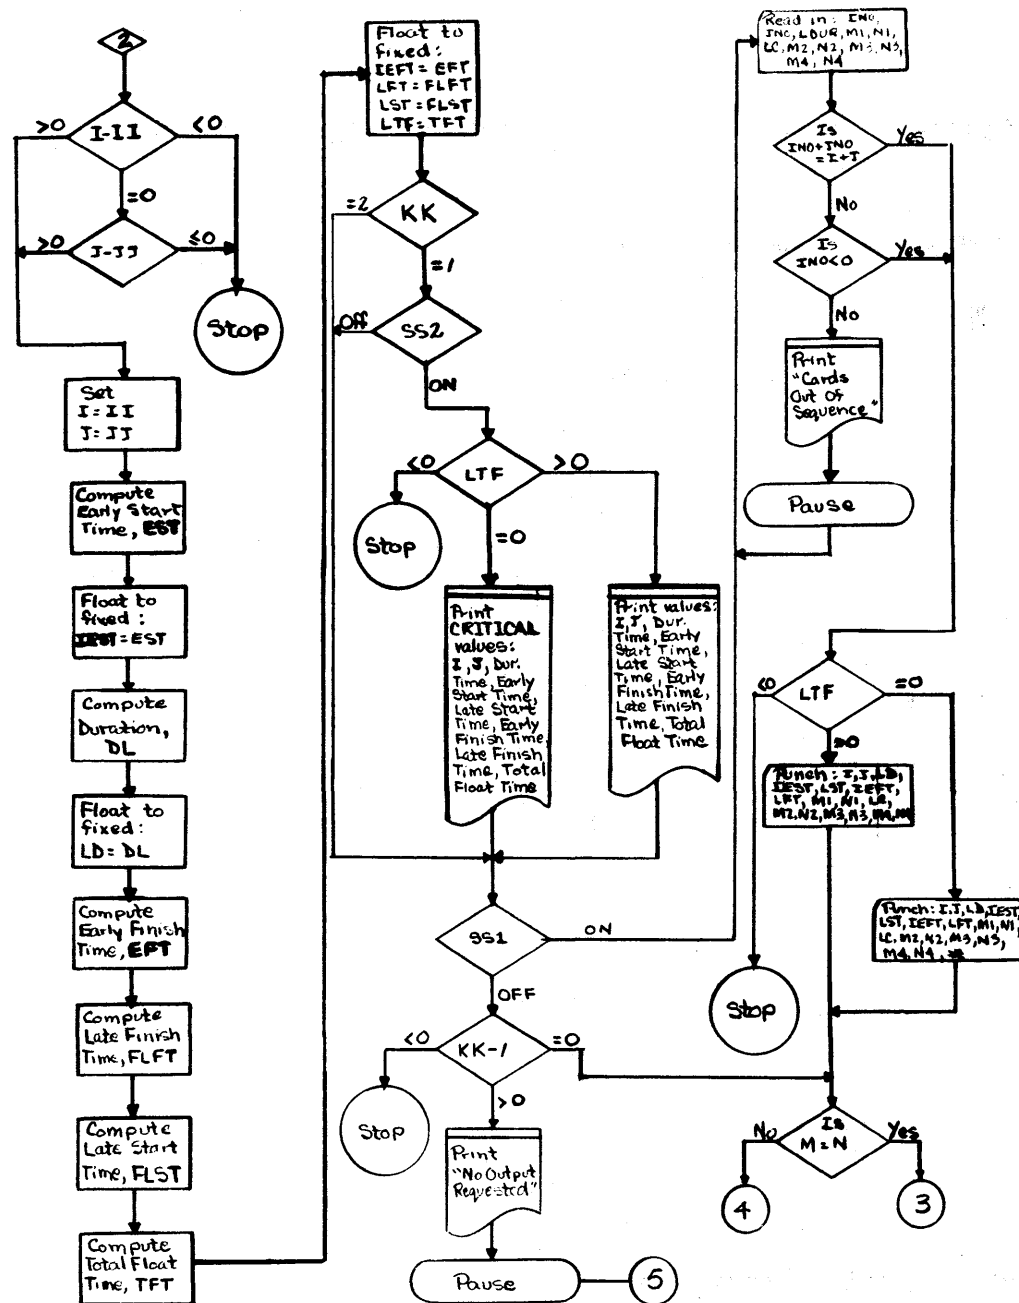 2
I-II
>0
<0
=0
J-JJ
>0
≤0
Stop
Set
I=II
J=JJ
Compute
Early Start
Time, EST
Float to
fixed:
IEST=EST
Compute
Duration,
DL
Float to
fixed:
LD=DL
Compute
Early Finish
Time, EFT
Compute
Late Finish
Time, FLFT
Compute
Late Start
Time, FLST
Compute
Total Float
Time, TFT
Float to
fixed:
IEFT=EFT
LFT=FLFT
LST=FLST
LTF=TFT
KK
=2
=1
SS2
Off
ON
LTF
<0
>0
=0
Stop
Print
CRITICAL
values:
I, J, Dur.
Time, Early
Start Time,
Late Start
Time, Early
Finish Time,
Late Finish
Time, Total
Float Time
Print values:
I, J, Dur.
Time, Early
Start Time,
Late Start
Time, Early
Finish Time,
Late Finish
Time, Total
Float Time
SS1
ON
OFF
KK-1
<0
=0
>0
Stop
Print
"No Output
Requested"
Pause
5
Read in: INO,
JNO, LDUR, M1, N1,
LC, M2, N2, M3, N3,
M4, N4
Is
INO+JNO
=I+J
Yes
No
Is
INO<0
Yes
No
Print
"Cards
Out Of
Sequence"
Pause
LTF
<0
=0
Stop
Punch: I, J, LD,
IEST, LST, IEFT,
LFT, M1, N1, LC,
M2, N2, M3, N3, M4, N4
Punch: I, J, LD, IEST,
LST, IEFT, LFT, M1, N1,
LC, M2, N2, M3, N3,
M4, N4,
Is
M=N
No
Yes
4
3